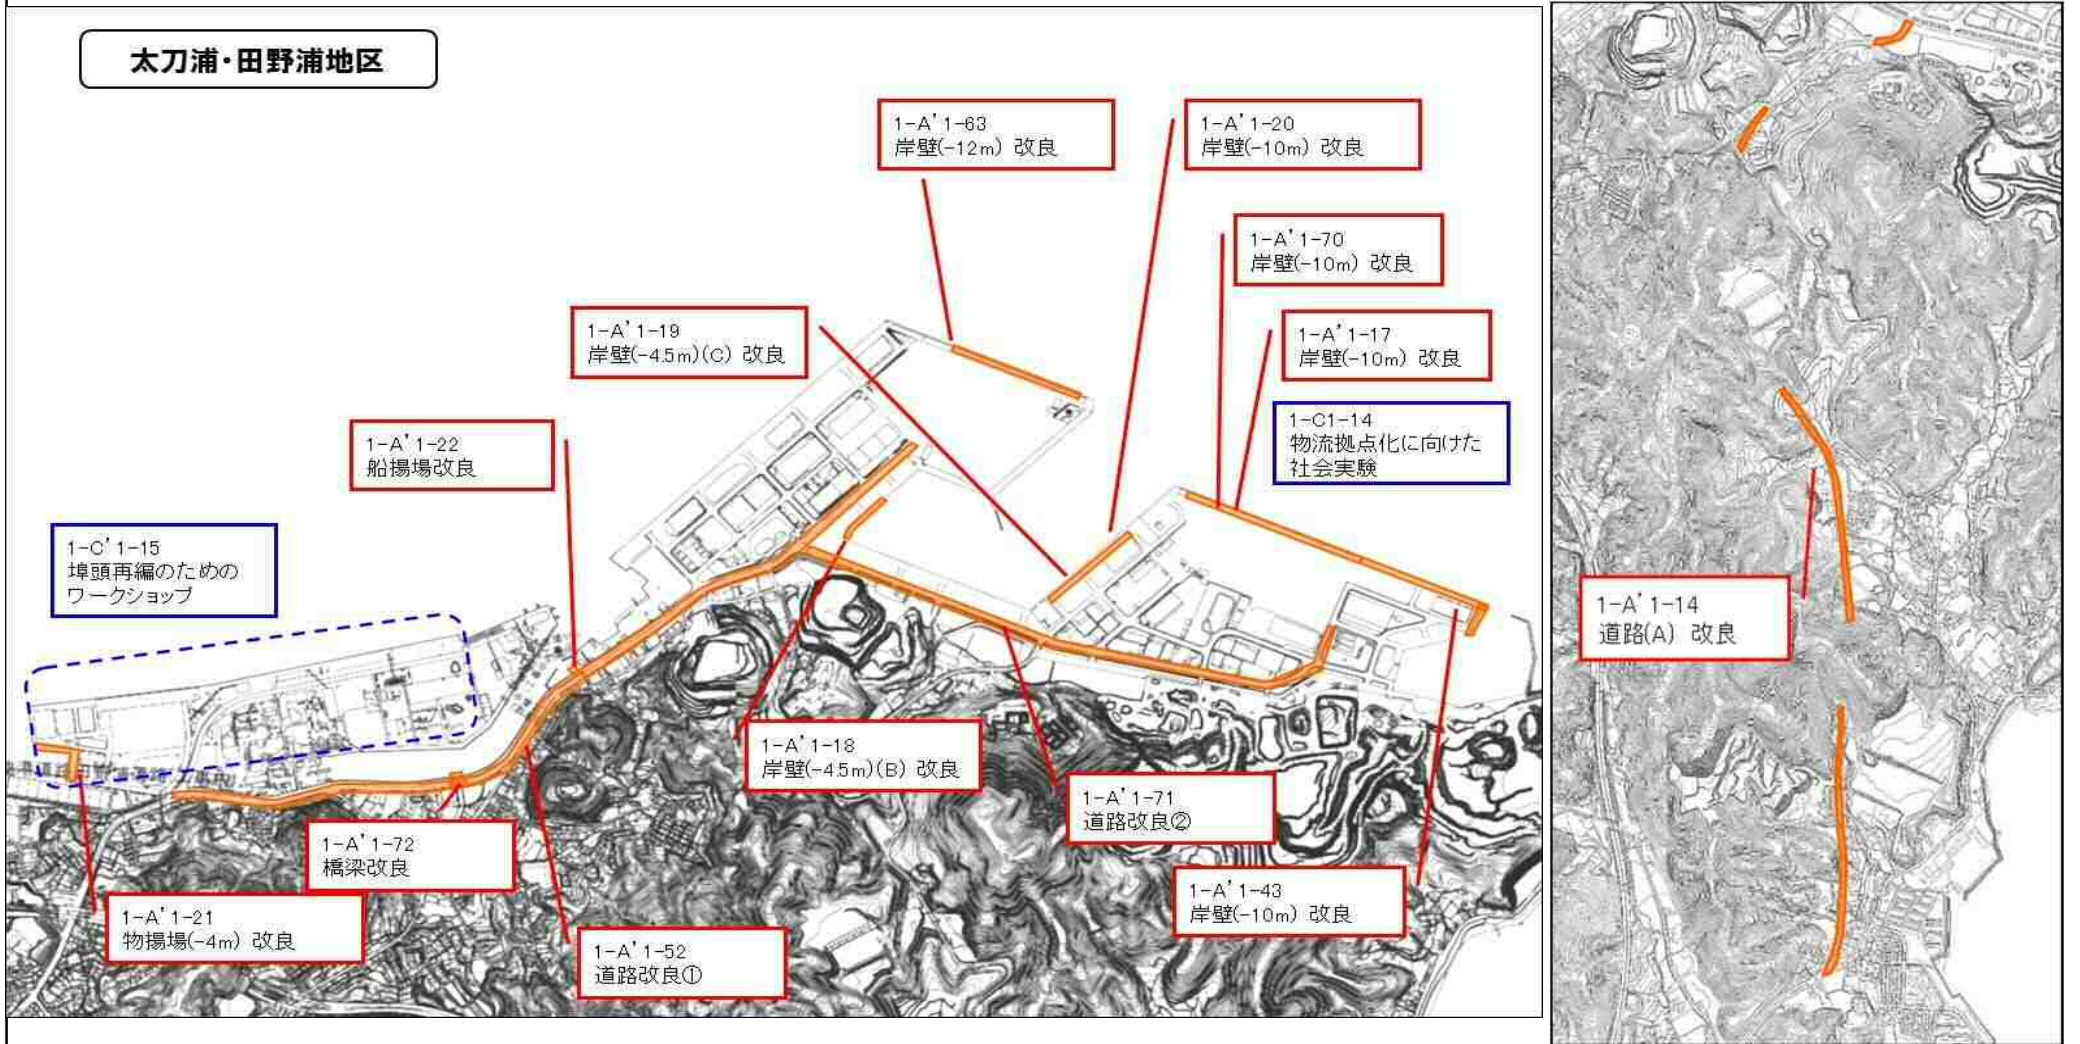 太刀浦・田野浦地区
1-A' 1-63
岸壁(-12m) 改良
1-A' 1-20
岸壁(-10m) 改良
1-A' 1-70
岸壁(-10m) 改良
1-A' 1-19
岸壁(-4.5m)(C) 改良
1-A' 1-17
岸壁(-10m) 改良
1-C1-14
物流拠点化に向けた
社会実験
1-A' 1-22
船揚場改良
1-C' 1-15
埠頭再編のための
ワークショップ
1-A' 1-14
道路(A) 改良
1-A' 1-18
岸壁(-4.5m)(B) 改良
1-A' 1-71
道路改良②
1-A' 1-72
橋梁改良
1-A' 1-43
岸壁(-10m) 改良
1-A' 1-21
物揚場(-4m) 改良
1-A' 1-52
道路改良①